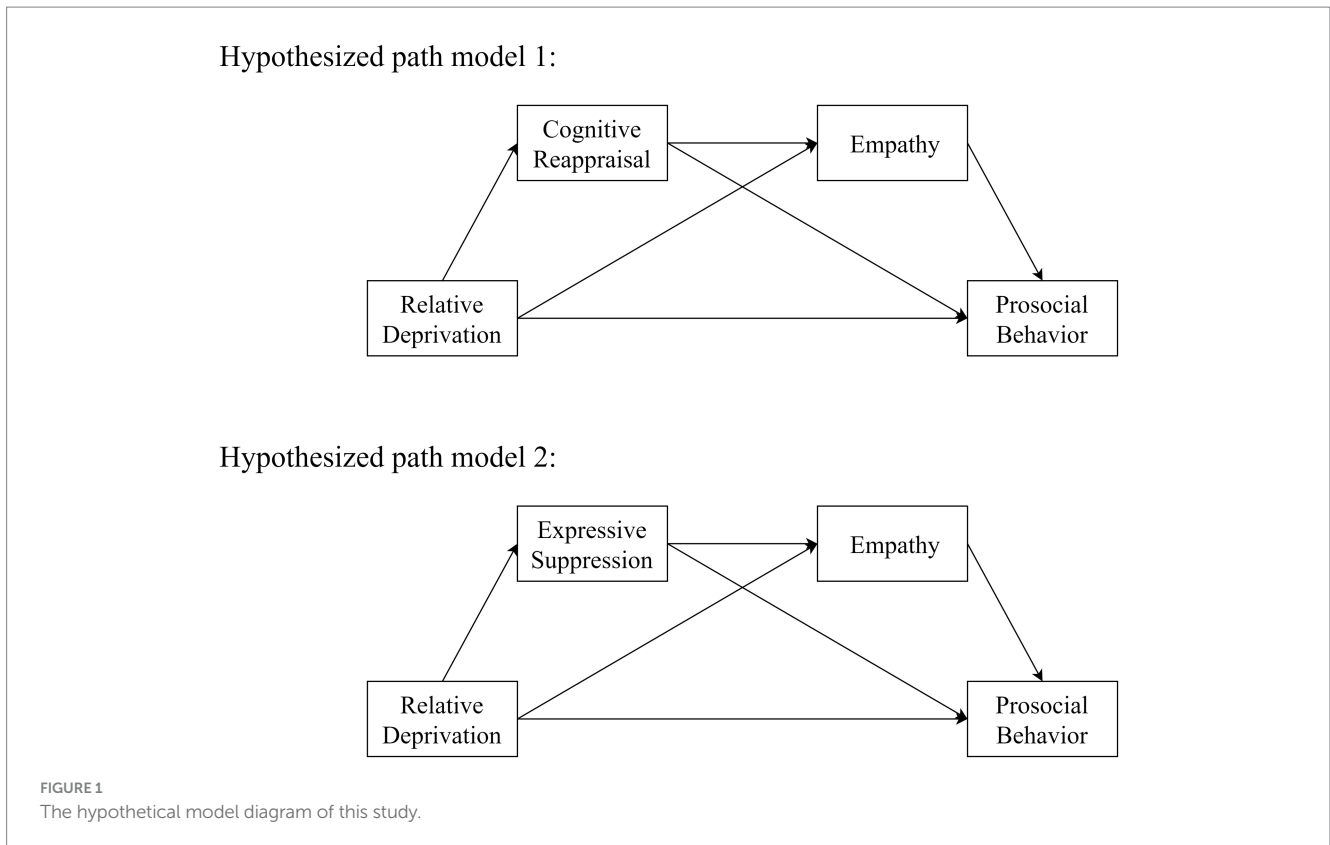 Hypothesized path model 1:
Cognitive
Reappraisal
Empathy
Relative
Deprivation
Prosocial
Behavior
Hypothesized path model 2:
Expressive
Suppression
Empathy
Relative
Deprivation
Prosocial
Behavior
FIGURE 1
The hypothetical model diagram of this study.